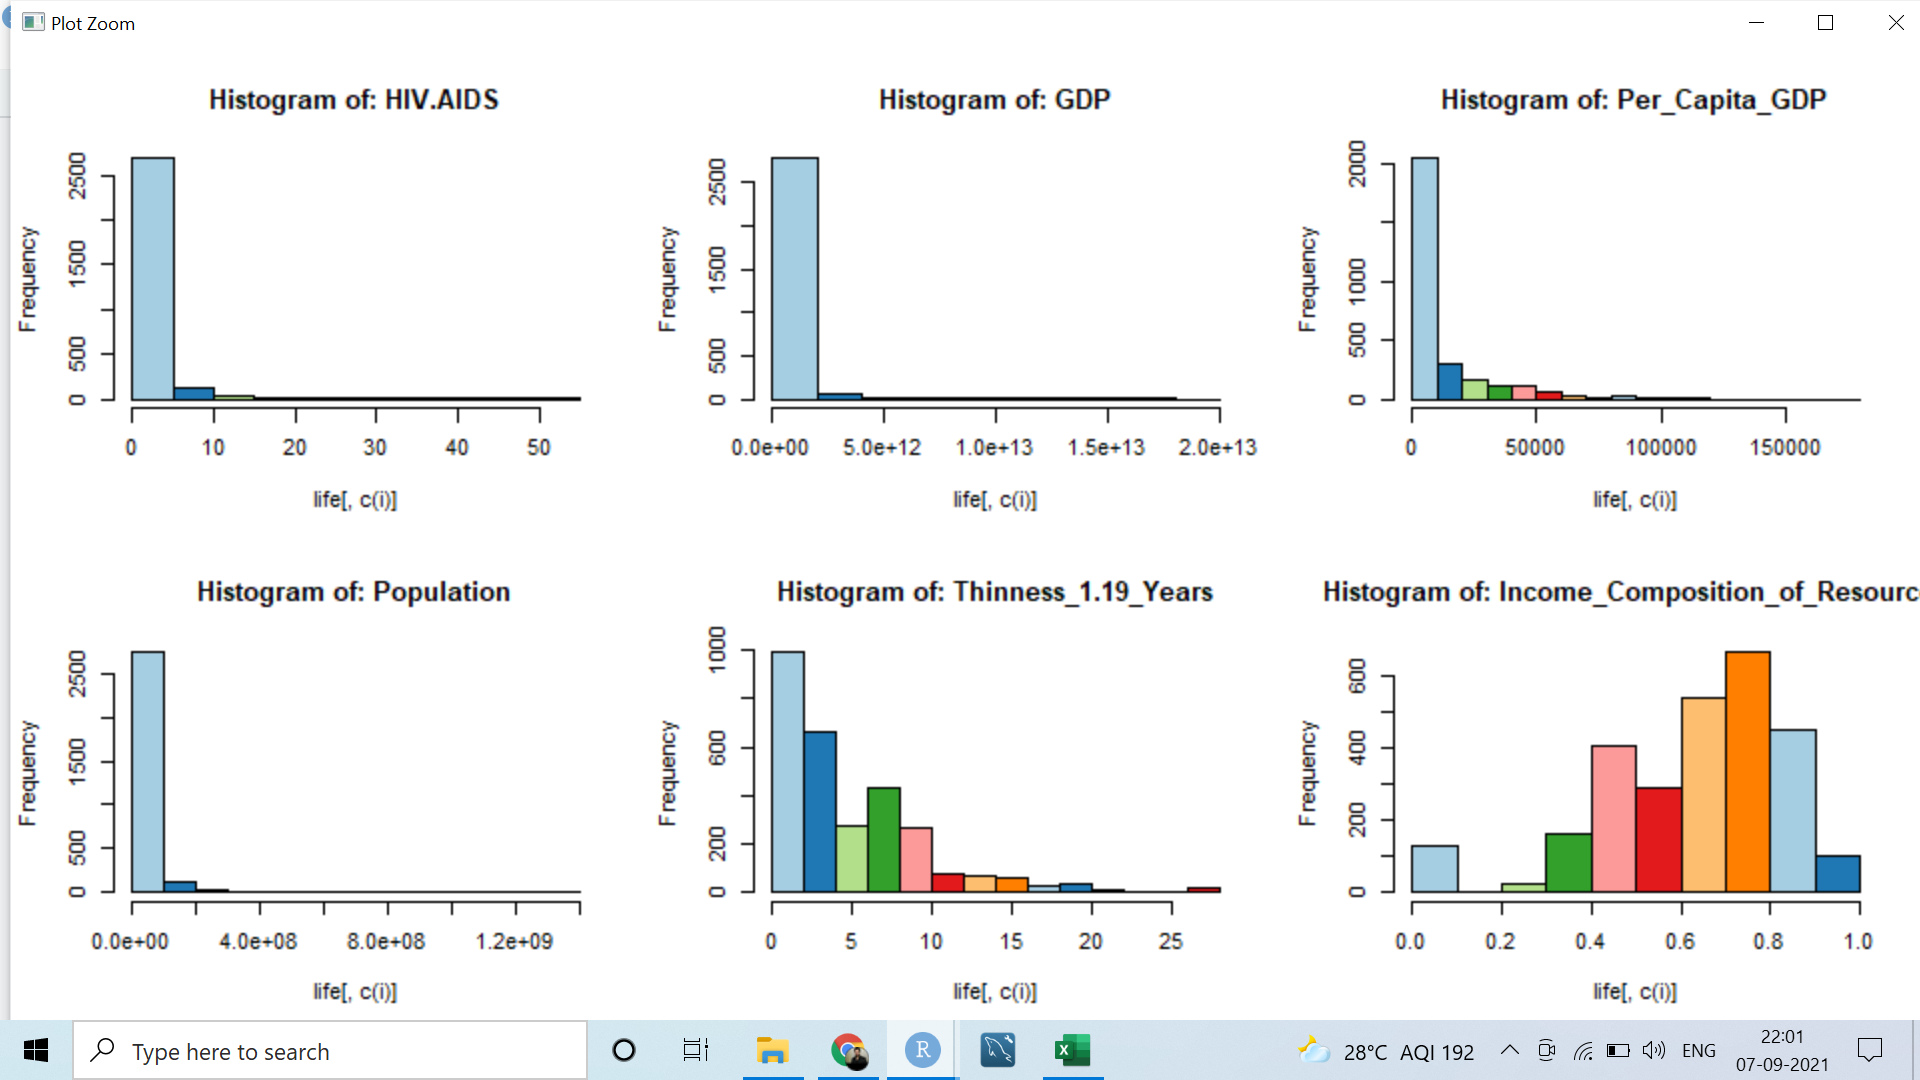 Plot Zoom
Histogram of: HIV.AIDS
Frequency
0 500 1500 2500
0 10 20 30 40 50
life[, c(i)]
Histogram of: GDP
Frequency
0 500 1500 2500
0.0e+00 5.0e+12 1.0e+13 1.5e+13 2.0e+13
life[, c(i)]
Histogram of: Per_Capita_GDP
Frequency
0 500 1000 2000
0 50000 100000 150000
life[, c(i)]
Histogram of: Population
Frequency
0 500 1500 2500
0.0e+00 4.0e+08 8.0e+08 1.2e+09
life[, c(i)]
Histogram of: Thinness_1.19_Years
Frequency
0 200 600 1000
0 5 10 15 20 25
life[, c(i)]
Histogram of: Income_Composition_of_Resourc
Frequency
0 200 400 600
0.0 0.2 0.4 0.6 0.8 1.0
life[, c(i)]
Type here to search
R
X
28°C AQI 192
ENG
22:01
07-09-2021